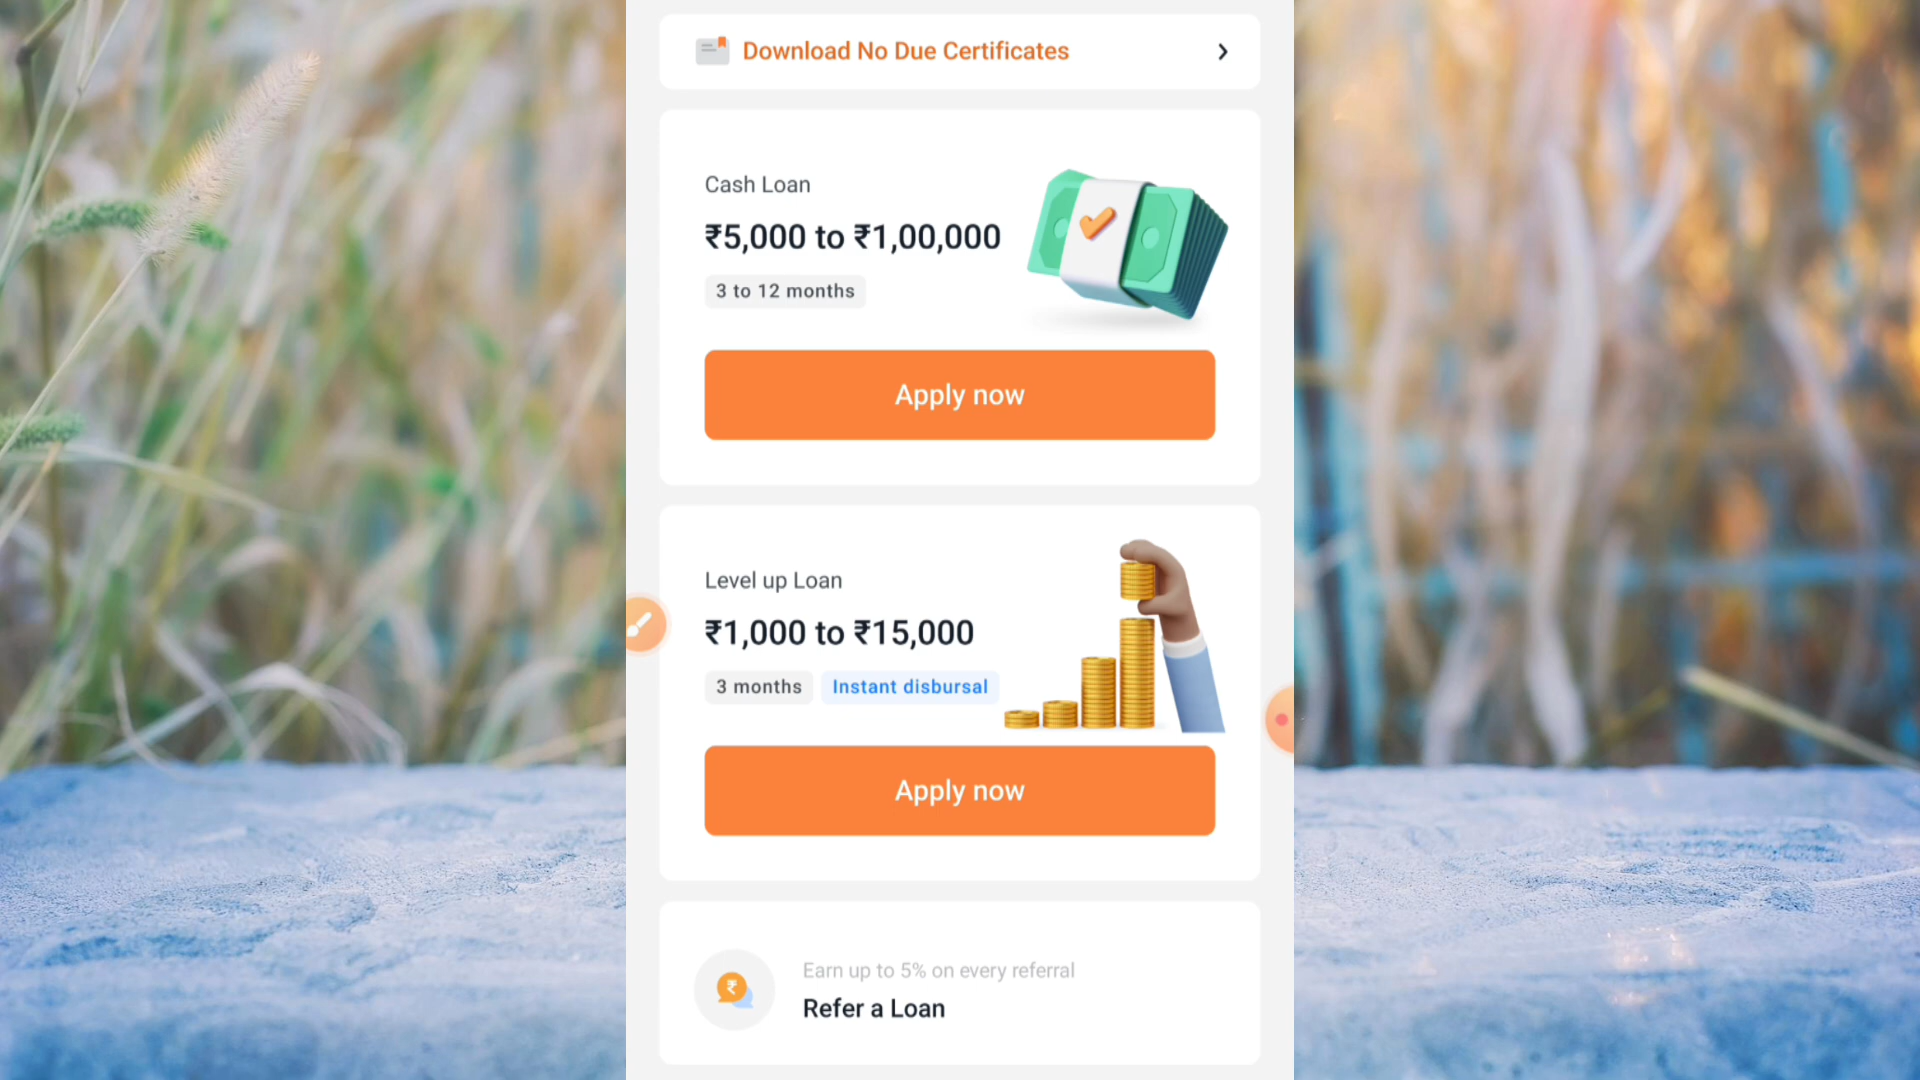 Download No Due Certificates
Cash Loan
₹5,000 to ₹1,00,000
3 to 12 months
Apply now
Level up Loan
₹1,000 to ₹15,000
3 months Instant disbursal
Apply now
Earn up to 5% on every referral
Refer a Loan